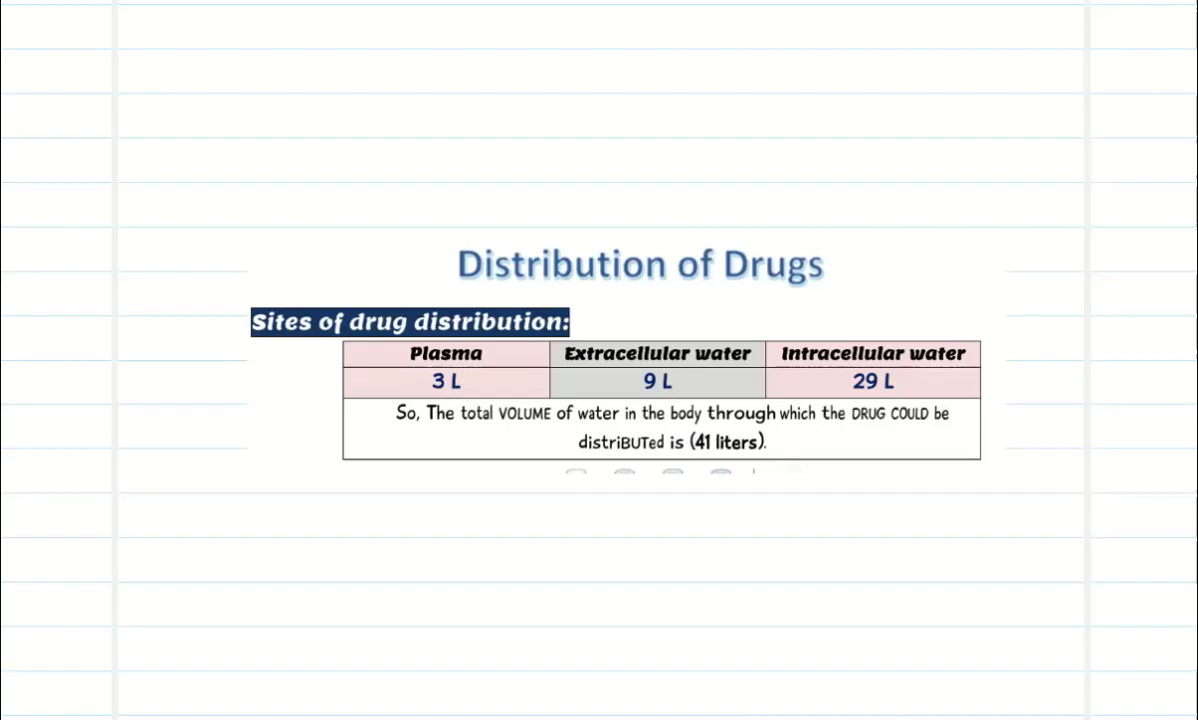 Distribution of Drugs
Sites of drug distribution:
Plasma Extracellular water Intracellular water
3 L 9 L 29 L
So, The total VOLUME of water in the body through which the DRUG COULD be
distriBUTed is (41 liters).